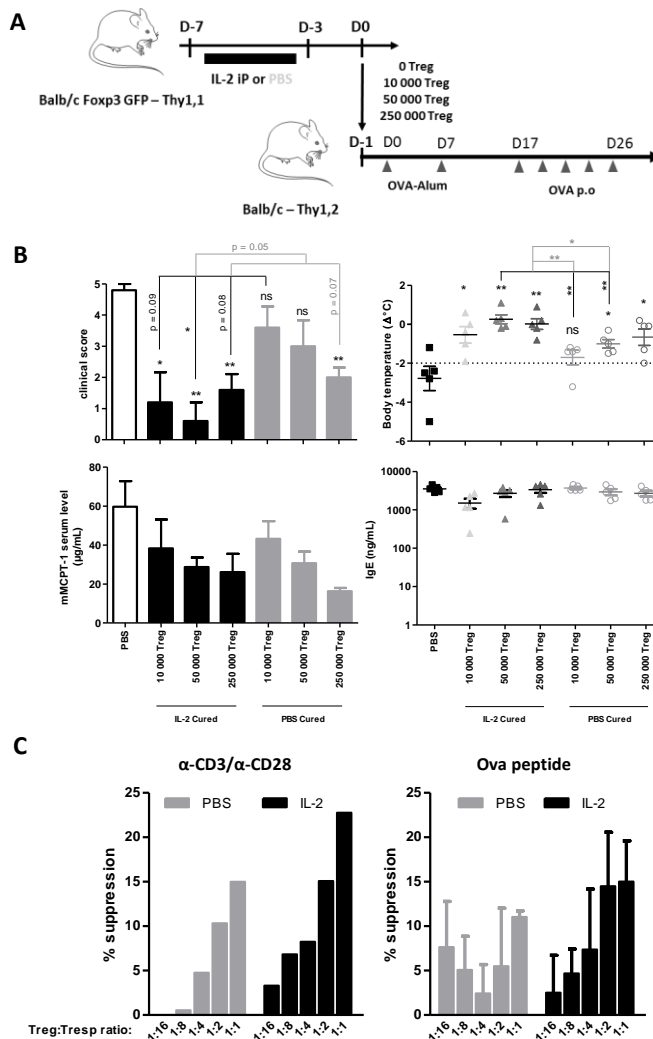 A
D-7
D-3
D0
IL-2 iP or PBS
Balb/c Foxp3 GFP – Thy1,1
0 Treg
10 000 Treg
50 000 Treg
250 000 Treg
D-1
D0
D7
D17
D26
OVA-Alum
OVA p.o
Balb/c – Thy1,2
B
p = 0.05
p = 0.09
*
p = 0.08
ns
ns
p = 0.07
*
**
**
**
clinical score
5
4
3
2
1
0
*
**
*
**
**
**
**
ns
*
*
Body temperature (Δ°C)
2
0
-2
-4
-6
mMCPT-1 serum level
(µg/mL)
80
60
40
20
0
PBS
10 000 Treg
50 000 Treg
250 000 Treg
10 000 Treg
50 000 Treg
250 000 Treg
IL-2 Cured
PBS Cured
IgE (ng/mL)
10000
1000
100
10
1
PBS
10 000 Treg
50 000 Treg
250 000 Treg
10 000 Treg
50 000 Treg
250 000 Treg
IL-2 Cured
PBS Cured
C
α-CD3/α-CD28
PBS
IL-2
% suppression
25
20
15
10
5
0
Treg:Tresp ratio:
1:16
1:8
1:4
1:2
1:1
1:16
1:8
1:4
1:2
1:1
Ova peptide
PBS
IL-2
% suppression
25
20
15
10
5
0
1:16
1:8
1:4
1:2
1:1
1:16
1:8
1:4
1:2
1:1